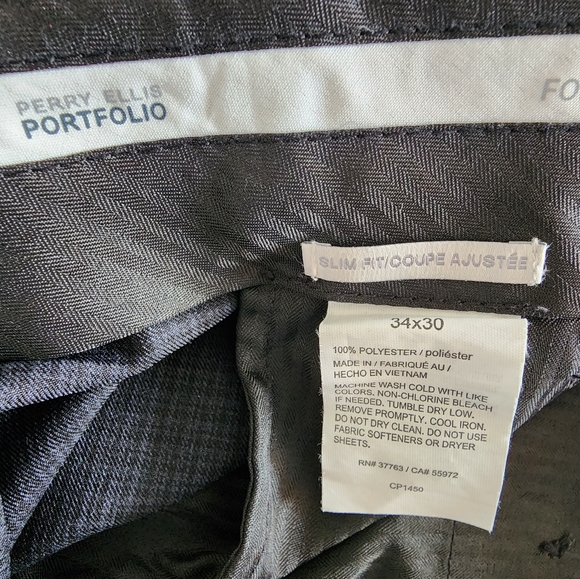 PERRY ELLIS
PORTFOLIO
FO
SLIM FIT/COUPE AJUSTÉE
34x30
100% POLYESTER / poliéster
MADE IN / FABRIQUÉ AU /
HECHO EN VIETNAM
MACHINE WASH COLD WITH LIKE
COLORS. NON-CHLORINE BLEACH
IF NEEDED. TUMBLE DRY LOW.
REMOVE PROMPTLY. COOL IRON.
DO NOT DRY CLEAN. DO NOT USE
FABRIC SOFTENERS OR DRYER
SHEETS.
RN# 37763 / CA# 55972
CP1450